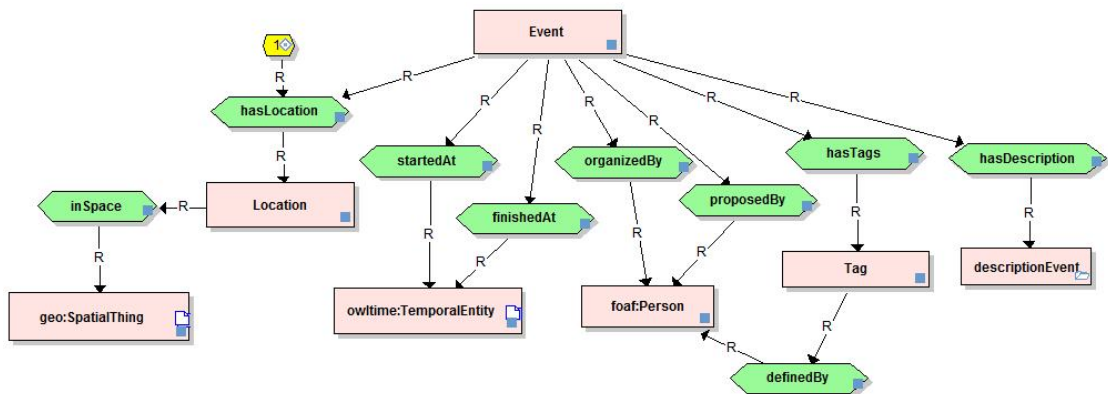 Event
1
R
R
R
R
R
R
R
R
hasLocation
startedAt
organizedBy
hasTags
hasDescription
R
R
R
R
R
R
R
inSpace
R
Location
finishedAt
proposedBy
R
R
R
geo:SpatialThing
owltime:TemporalEntity
foaf:Person
Tag
descriptionEvent
R
R
definedBy